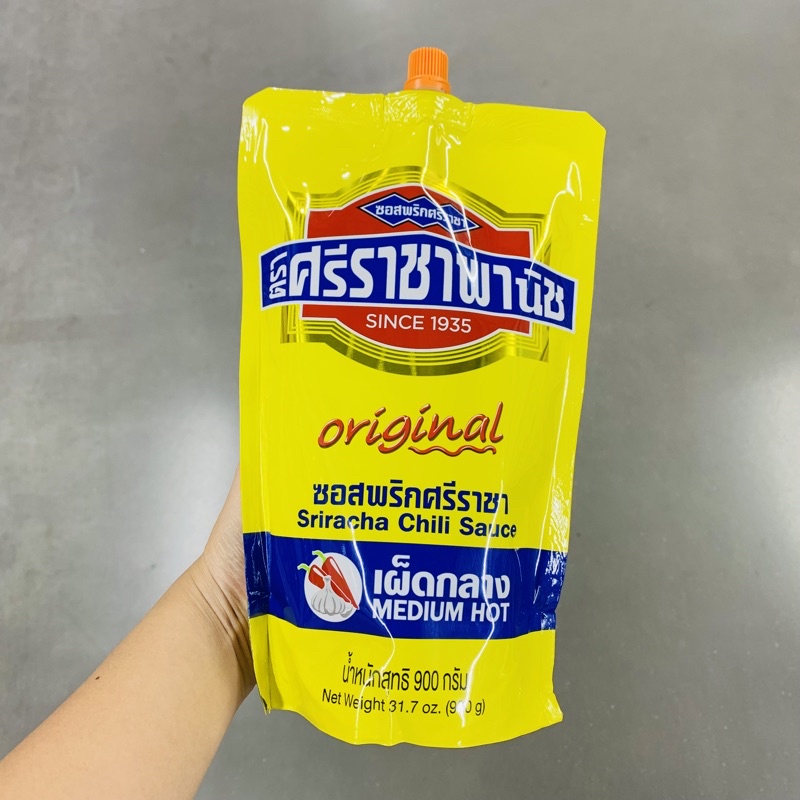 ซอสพริกศรีราชา
ตรา ศรีราชาพานิช
SINCE 1935
original
ซอสพริกศรีราชา
Sriracha Chili Sauce
เผ็ดกลาง
MEDIUM HOT
น้ำหนักสุทธิ 900 กรัม
Net Weight 31.7 oz. (900 g)